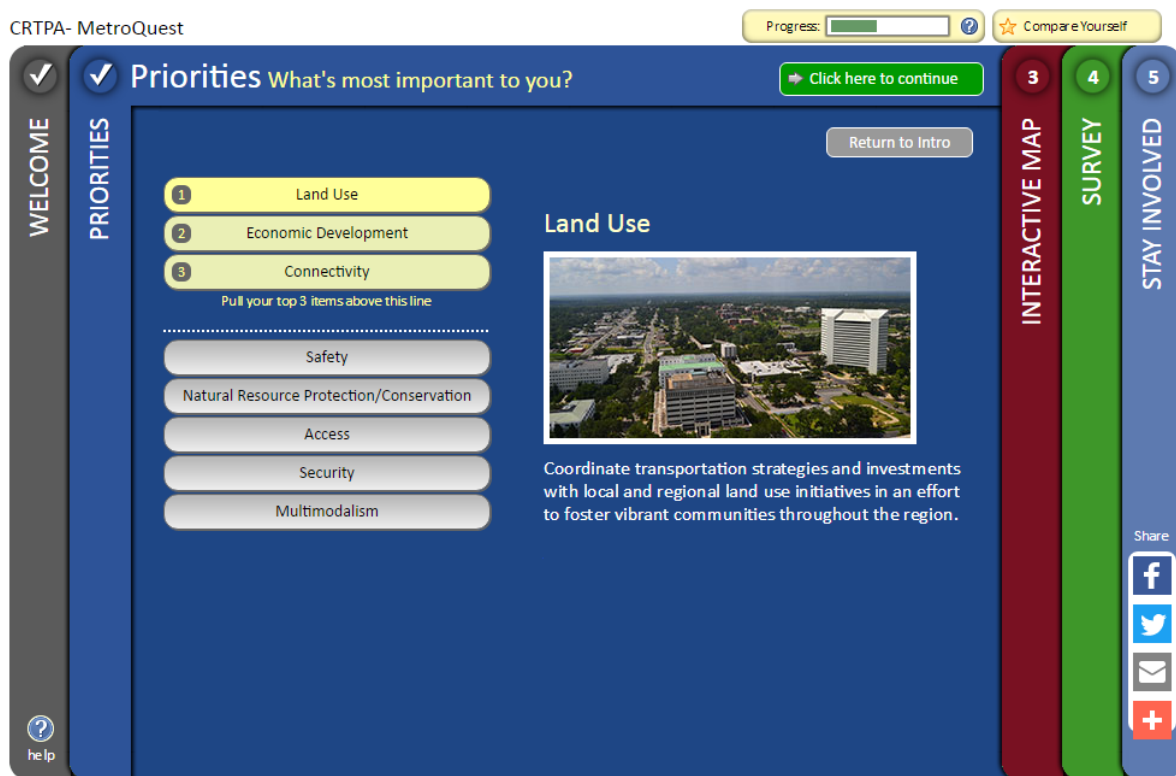 CRTPA- MetroQuest
Progress:
?
Compare Yourself
WELCOME
?
help
PRIORITIES
Priorities What's most important to you?
Click here to continue
Return to Intro
1 Land Use
2 Economic Development
3 Connectivity
Pull your top 3 items above this line
Safety
Natural Resource Protection/Conservation
Access
Security
Multimodalism
Land Use
Coordinate transportation strategies and investments
with local and regional land use initiatives in an effort
to foster vibrant communities throughout the region.
3
INTERACTIVE MAP
4
SURVEY
5
STAY INVOLVED
Share